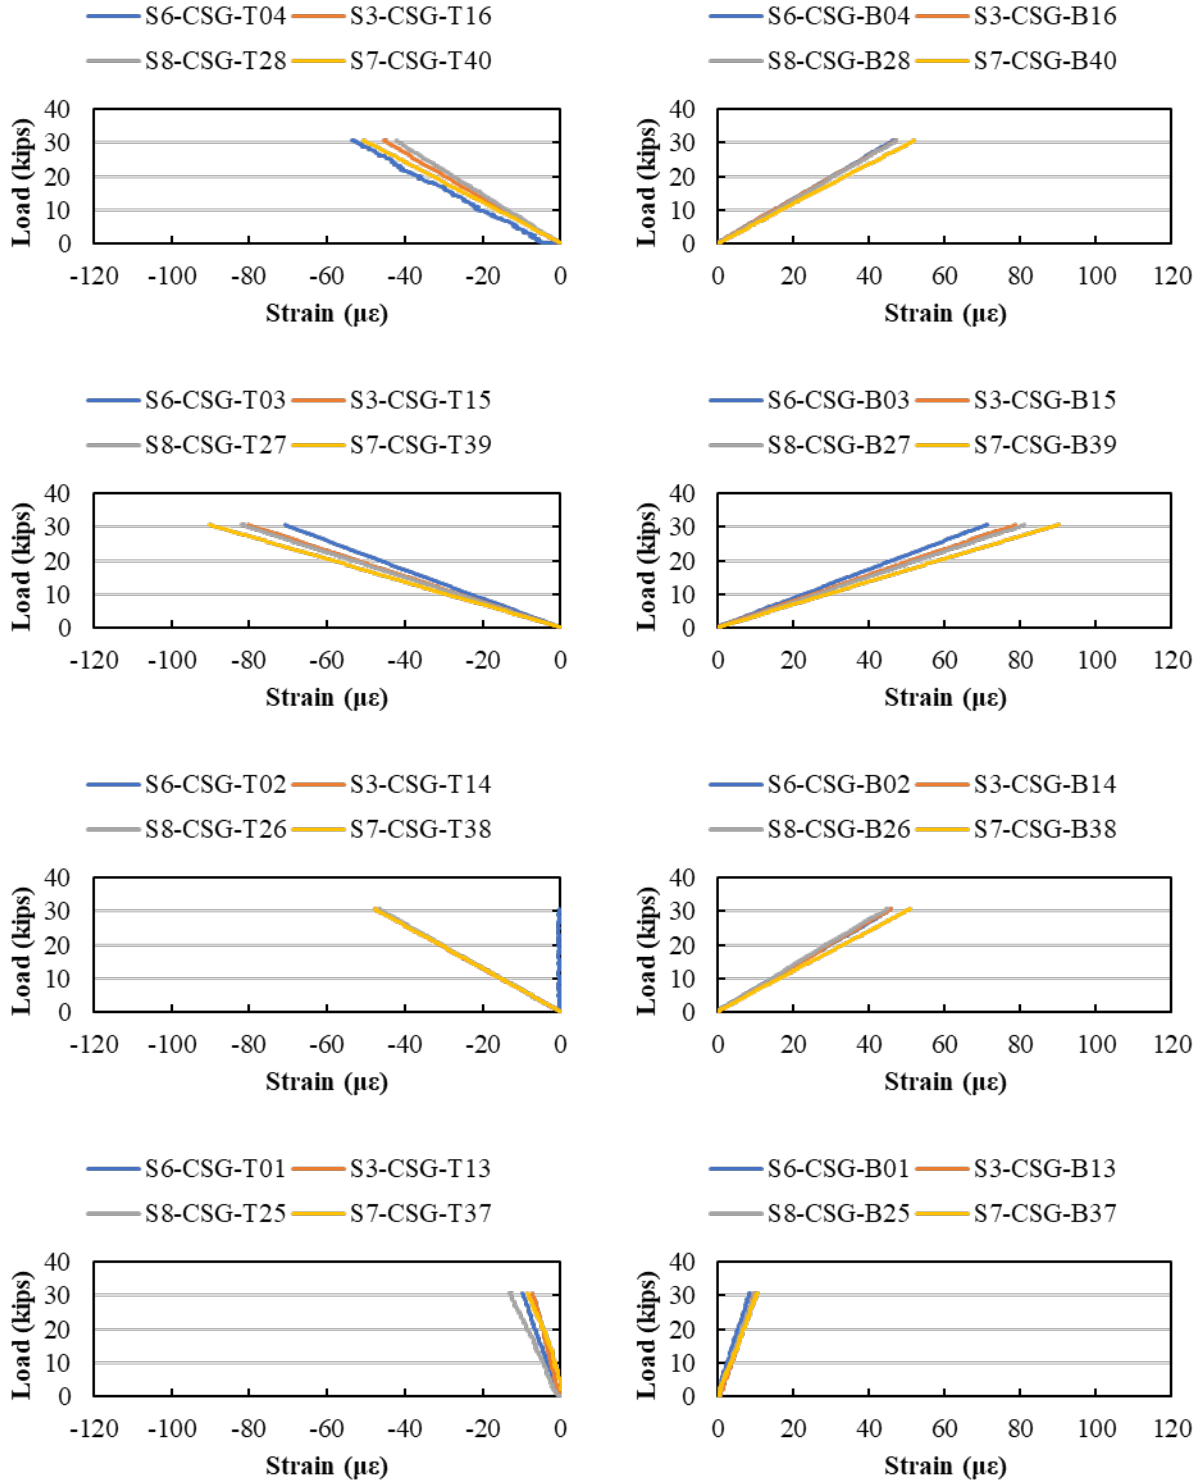 S6-CSG-T04 S3-CSG-T16
S8-CSG-T28 S7-CSG-T40
40
30
20
10
0
Load (kips)
-120 -100 -80 -60 -40 -20 0
Strain (με)
S6-CSG-B04 S3-CSG-B16
S8-CSG-B28 S7-CSG-B40
40
30
20
10
0
Load (kips)
0 20 40 60 80 100 120
Strain (με)
S6-CSG-T03 S3-CSG-T15
S8-CSG-T27 S7-CSG-T39
40
30
20
10
0
Load (kips)
-120 -100 -80 -60 -40 -20 0
Strain (με)
S6-CSG-B03 S3-CSG-B15
S8-CSG-B27 S7-CSG-B39
40
30
20
10
0
Load (kips)
0 20 40 60 80 100 120
Strain (με)
S6-CSG-T02 S3-CSG-T14
S8-CSG-T26 S7-CSG-T38
40
30
20
10
0
Load (kips)
-120 -100 -80 -60 -40 -20 0
Strain (με)
S6-CSG-B02 S3-CSG-B14
S8-CSG-B26 S7-CSG-B38
40
30
20
10
0
Load (kips)
0 20 40 60 80 100 120
Strain (με)
S6-CSG-T01 S3-CSG-T13
S8-CSG-T25 S7-CSG-T37
40
30
20
10
0
Load (kips)
-120 -100 -80 -60 -40 -20 0
Strain (με)
S6-CSG-B01 S3-CSG-B13
S8-CSG-B25 S7-CSG-B37
40
30
20
10
0
Load (kips)
0 20 40 60 80 100 120
Strain (με)